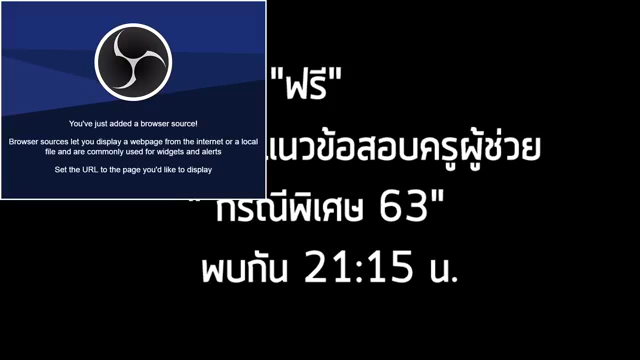 You've just added a browser source!
Browser sources let you display a webpage from the internet or a local
file and are commonly used for widgets and alerts
Set the URL to the page you'd like to display
"ฟรี"
แนวข้อสอบครูผู้ช่วย
" กรณีพิเศษ 63"
พบกัน 21:15 น.